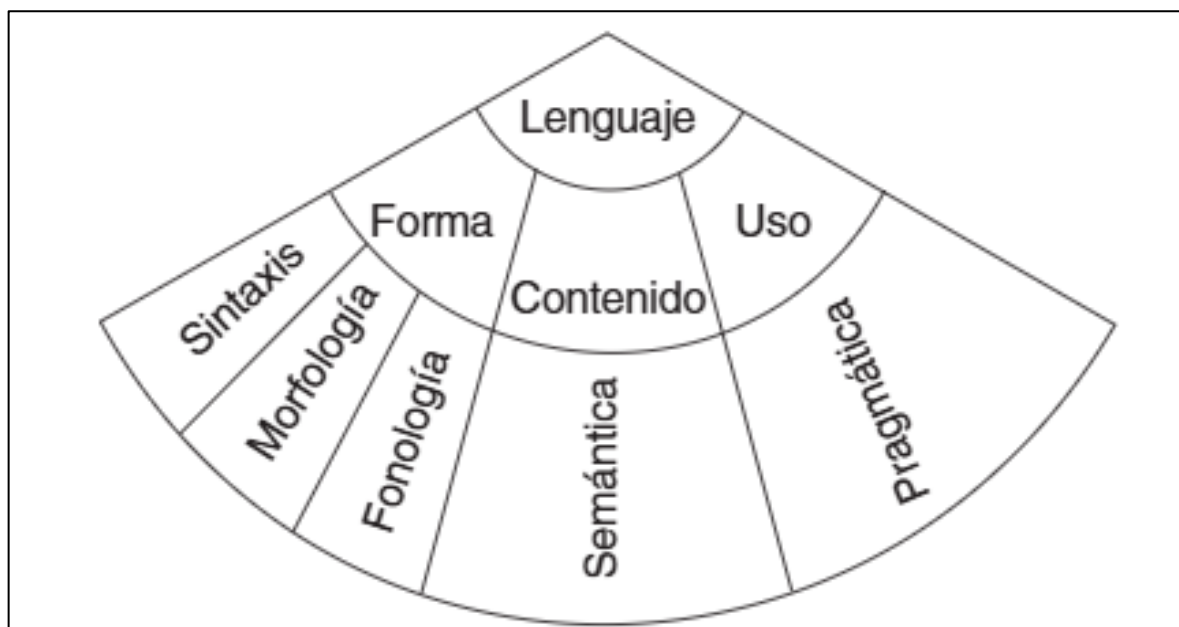 Lenguaje
Forma
Contenido
Uso
Sintaxis
Morfología
Fonología
Semántica
Pragmática